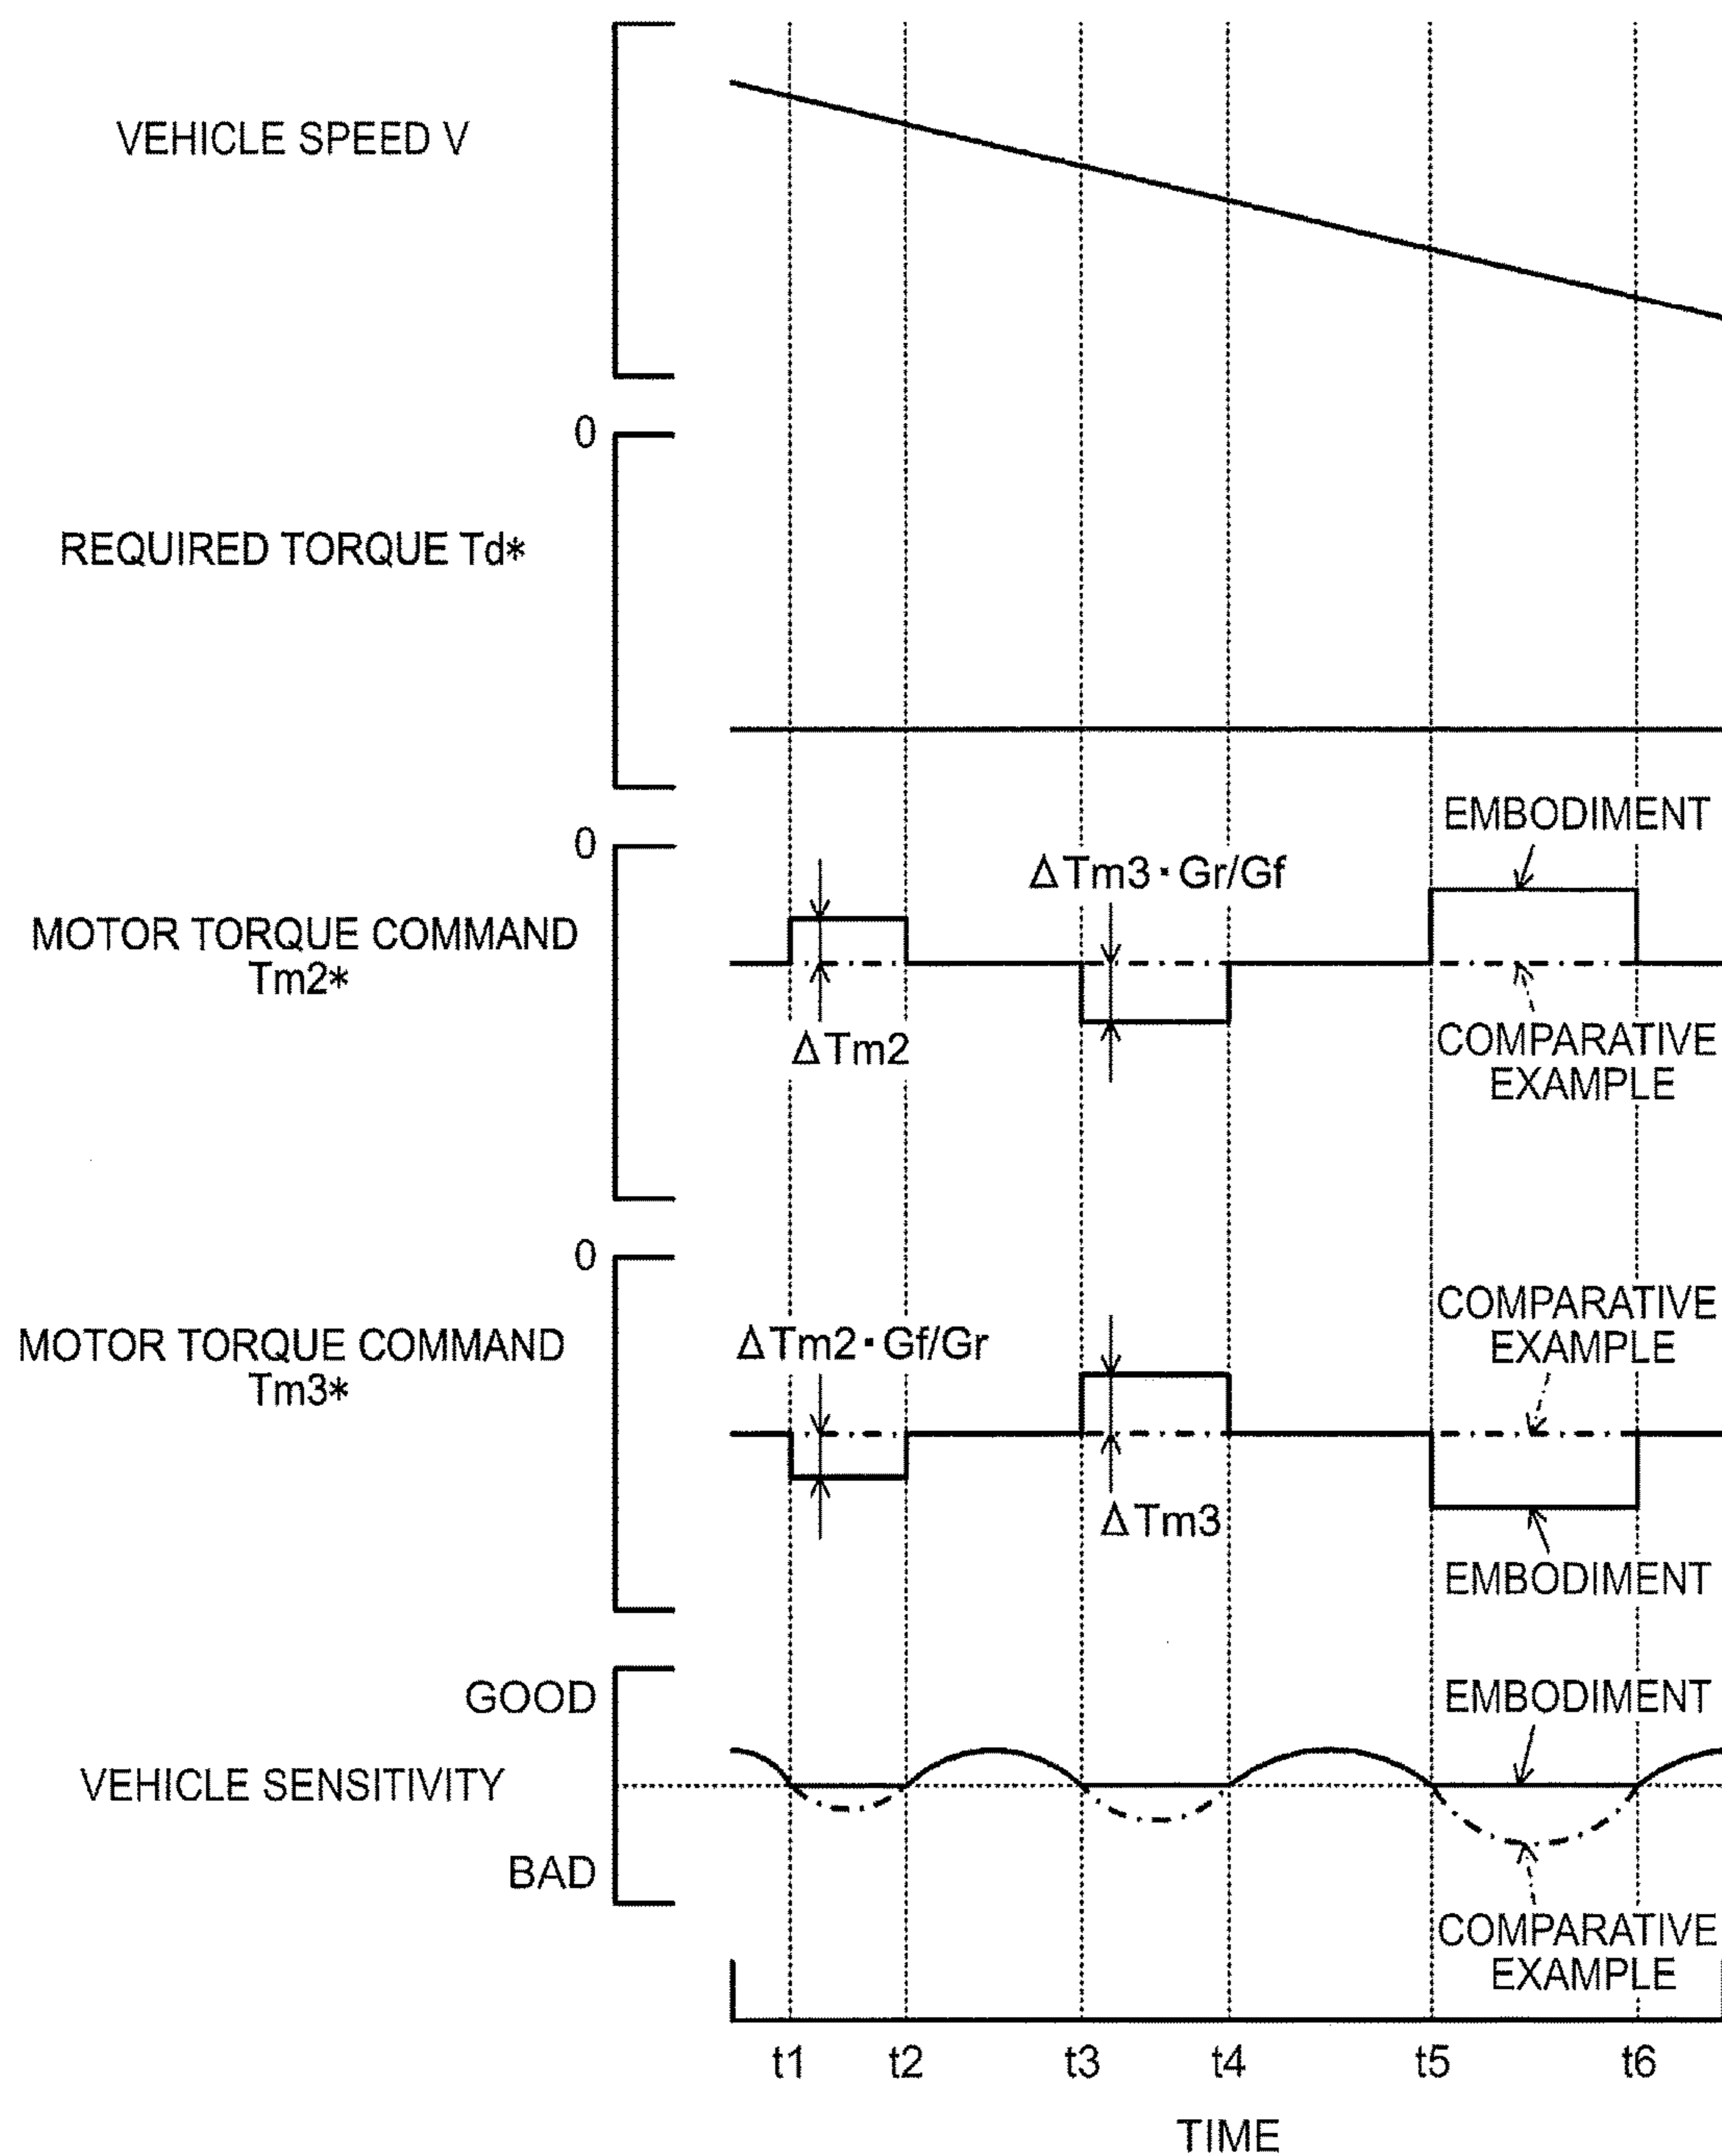 VEHICLE SPEED V
0
REQUIRED TORQUE Td*
0
MOTOR TORQUE COMMAND
Tm2*
EMBODIMENT
ΔTm3・Gr/Gf
ΔTm2
COMPARATIVE
EXAMPLE
0
MOTOR TORQUE COMMAND
Tm3*
COMPARATIVE
EXAMPLE
ΔTm2・Gf/Gr
ΔTm3
EMBODIMENT
GOOD
VEHICLE SENSITIVITY
BAD
EMBODIMENT
COMPARATIVE
EXAMPLE
t1 t2 t3 t4 t5 t6
TIME